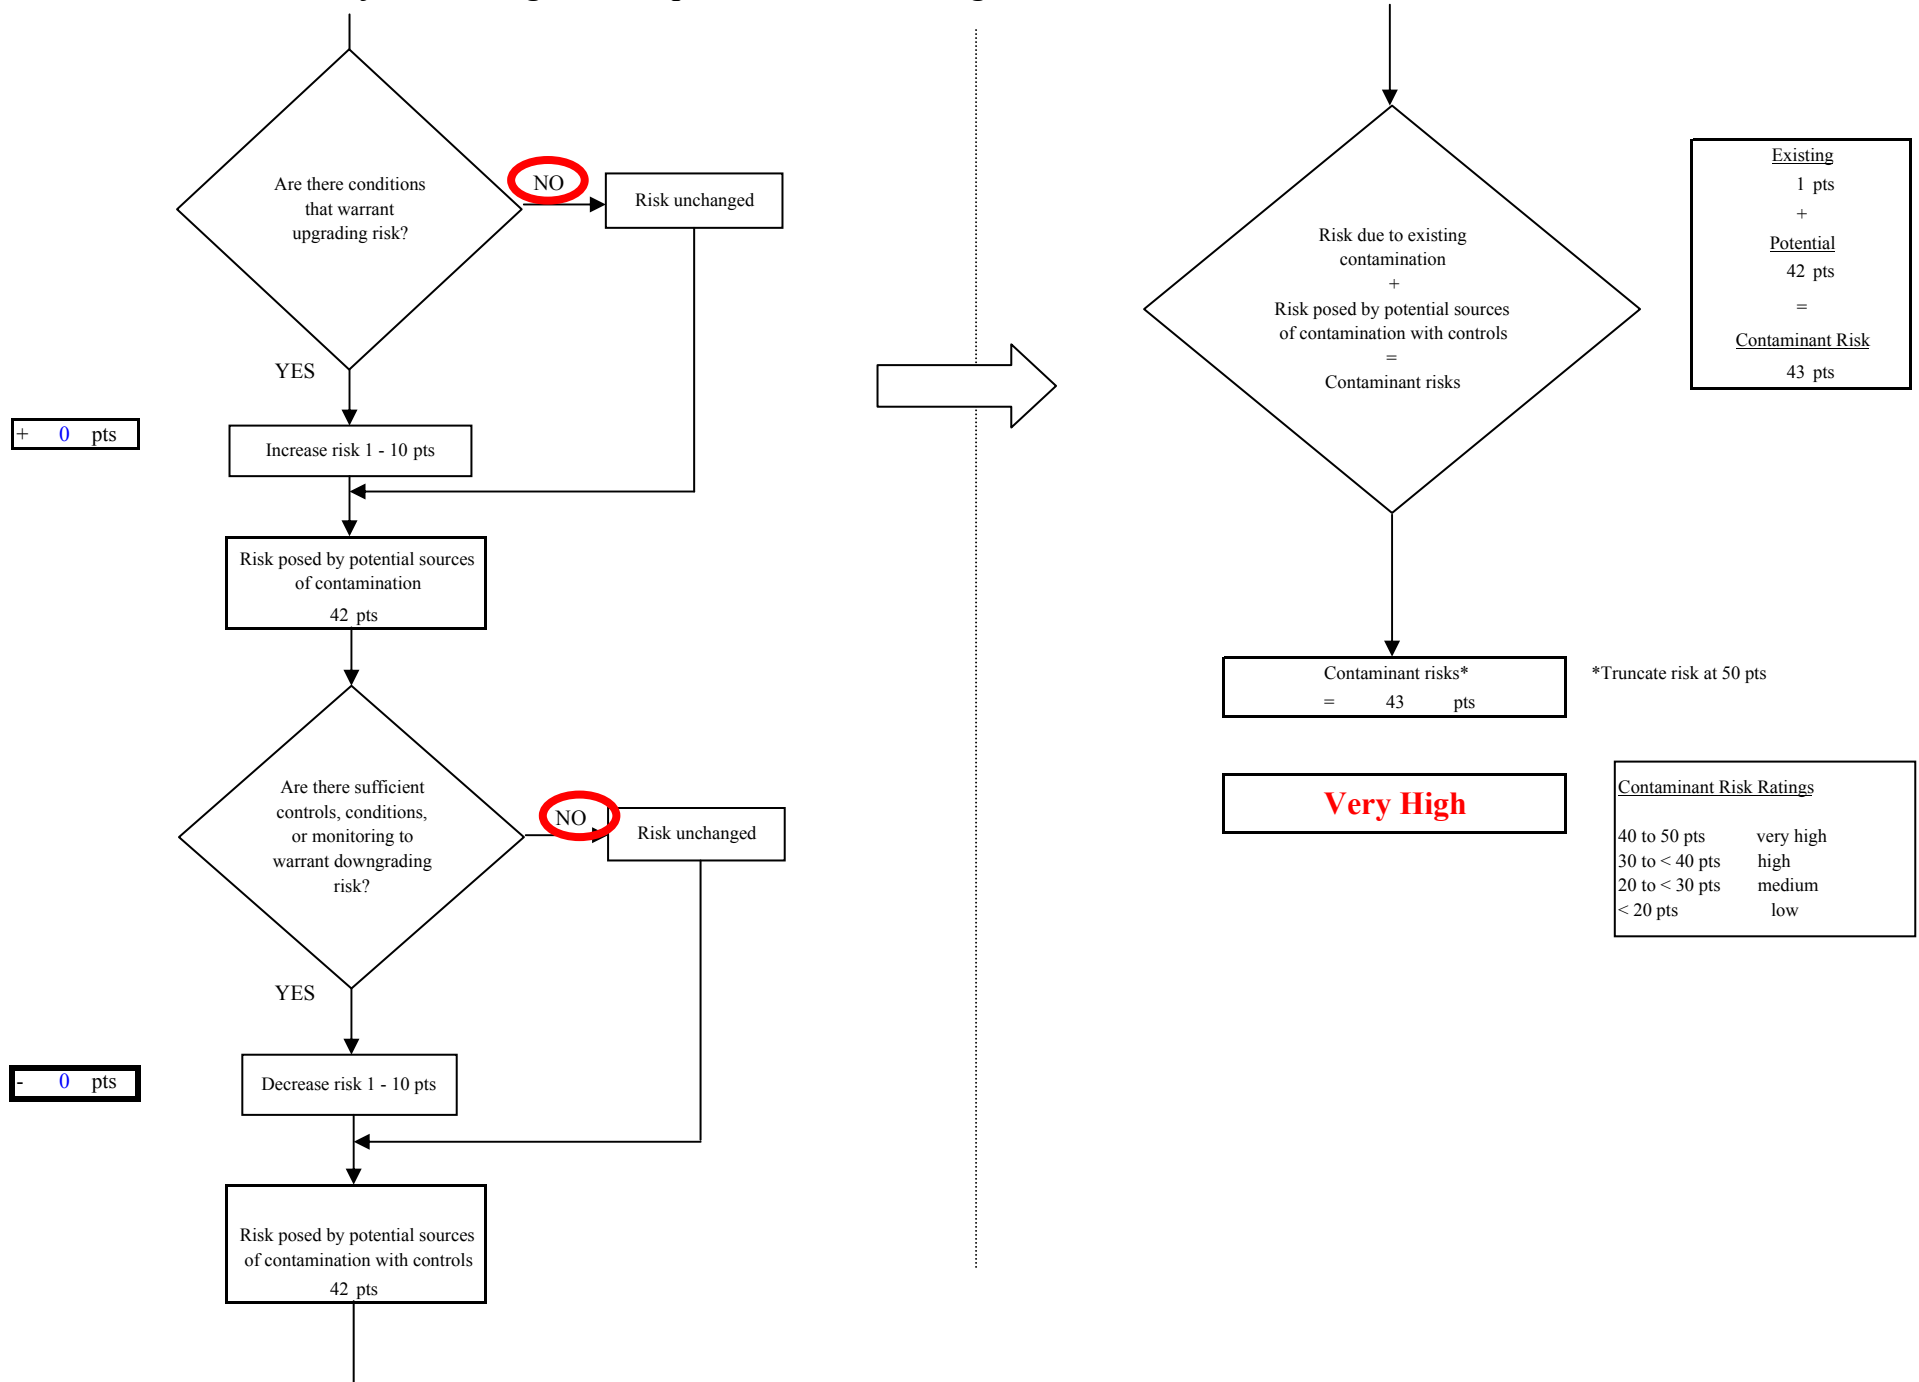 Are there conditions
that warrant
upgrading risk?
NO
Risk unchanged
YES
+ 0 pts
Increase risk 1 - 10 pts
Risk posed by potential sources
of contamination
42 pts
Are there sufficient
controls, conditions,
or monitoring to
warrant downgrading
risk?
NO
Risk unchanged
YES
- 0 pts
Decrease risk 1 - 10 pts
Risk posed by potential sources
of contamination with controls
42 pts
Risk due to existing
contamination
+
Risk posed by potential sources
of contamination with controls
=
Contaminant risks
Existing
1 pts
+
Potential
42 pts
=
Contaminant Risk
43 pts
Contaminant risks*
= 43 pts
*Truncate risk at 50 pts
Very High
Contaminant Risk Ratings
40 to 50 pts very high
30 to < 40 pts high
20 to < 30 pts medium
< 20 pts low